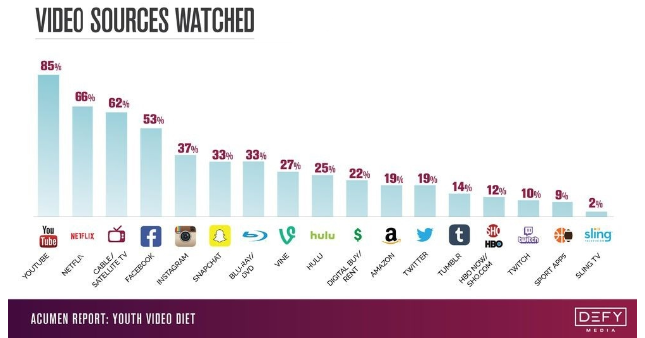 VIDEO SOURCES WATCHED
85%
66%
62%
53%
37%
33%
33%
27%
25%
22%
19%
19%
14%
12%
10%
9%
2%
You
Tube
NETFLIX
hulu
$
a
t
SHO
HBO
twitch
sling
YOUTUBE
NETFLIX
CABLE/
SATELLITE TV
FACEBOOK
INSTAGRAM
SNAPCHAT
BLU-RAY/
DVD
VINE
HULU
DIGITAL BUY/
RENT
AMAZON
TWITTER
TUMBLR
HBO NOW/
SHO.COM
TWITCH
SPORT APPS
SLING TV
ACUMEN REPORT: YOUTH VIDEO DIET
DEFY
MEDIA